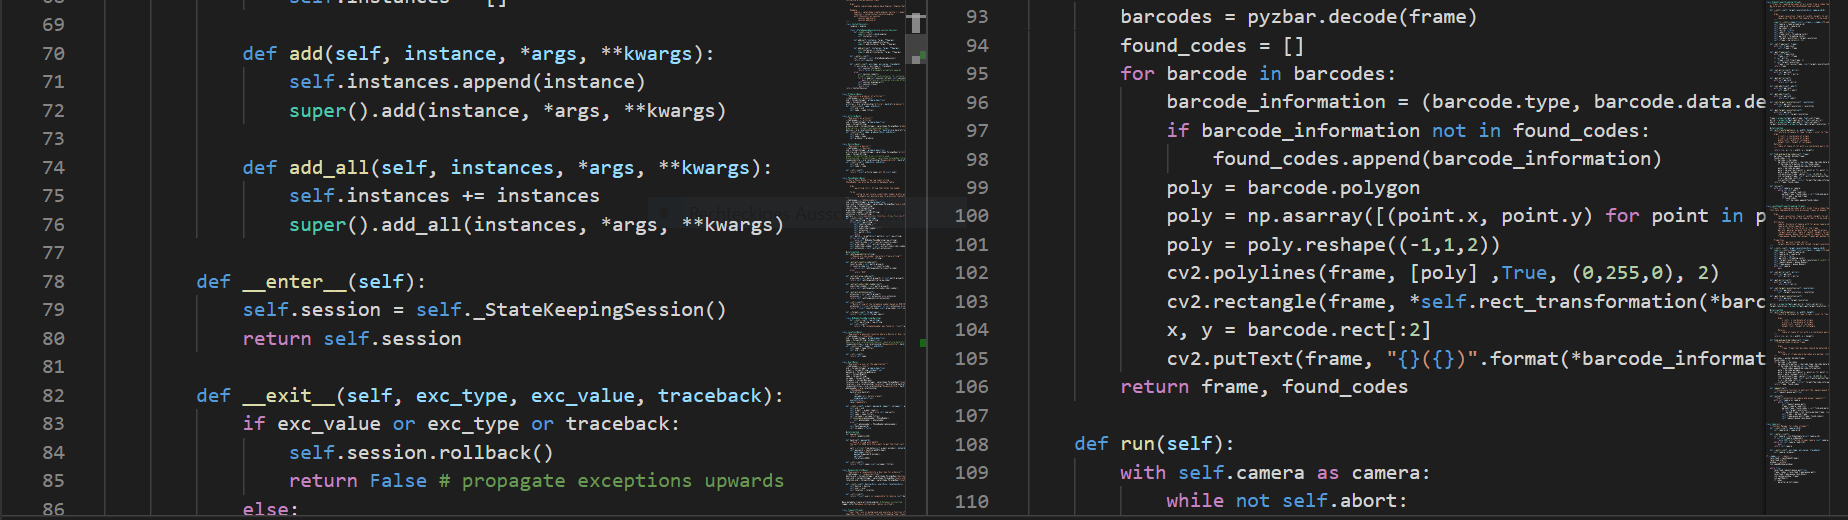 69
70 def add(self, instance, *args, **kwargs):
71 self.instances.append(instance)
72 super().add(instance, *args, **kwargs)
73
74 def add_all(self, instances, *args, **kwargs):
75 self.instances += instances
76 super().add_all(instances, *args, **kwargs)
77
78 def __enter__(self):
79 self.session = self._StateKeepingSession()
80 return self.session
81
82 def __exit__(self, exc_type, exc_value, traceback):
83 if exc_value or exc_type or traceback:
84 self.session.rollback()
85 return False # propagate exceptions upwards
86 else:
93 barcodes = pyzbar.decode(frame)
94 found_codes = []
95 for barcode in barcodes:
96 barcode_information = (barcode.type, barcode.data.de
97 if barcode_information not in found_codes:
98 found_codes.append(barcode_information)
99 poly = barcode.polygon
100 poly = np.asarray([(point.x, point.y) for point in p
101 poly = poly.reshape((-1,1,2))
102 cv2.polylines(frame, [poly] ,True, (0,255,0), 2)
103 cv2.rectangle(frame, *self.rect_transformation(*barc
104 x, y = barcode.rect[:2]
105 cv2.putText(frame, "{}({})".format(*barcode_informat
106 return frame, found_codes
107
108 def run(self):
109 with self.camera as camera:
110 while not self.abort: